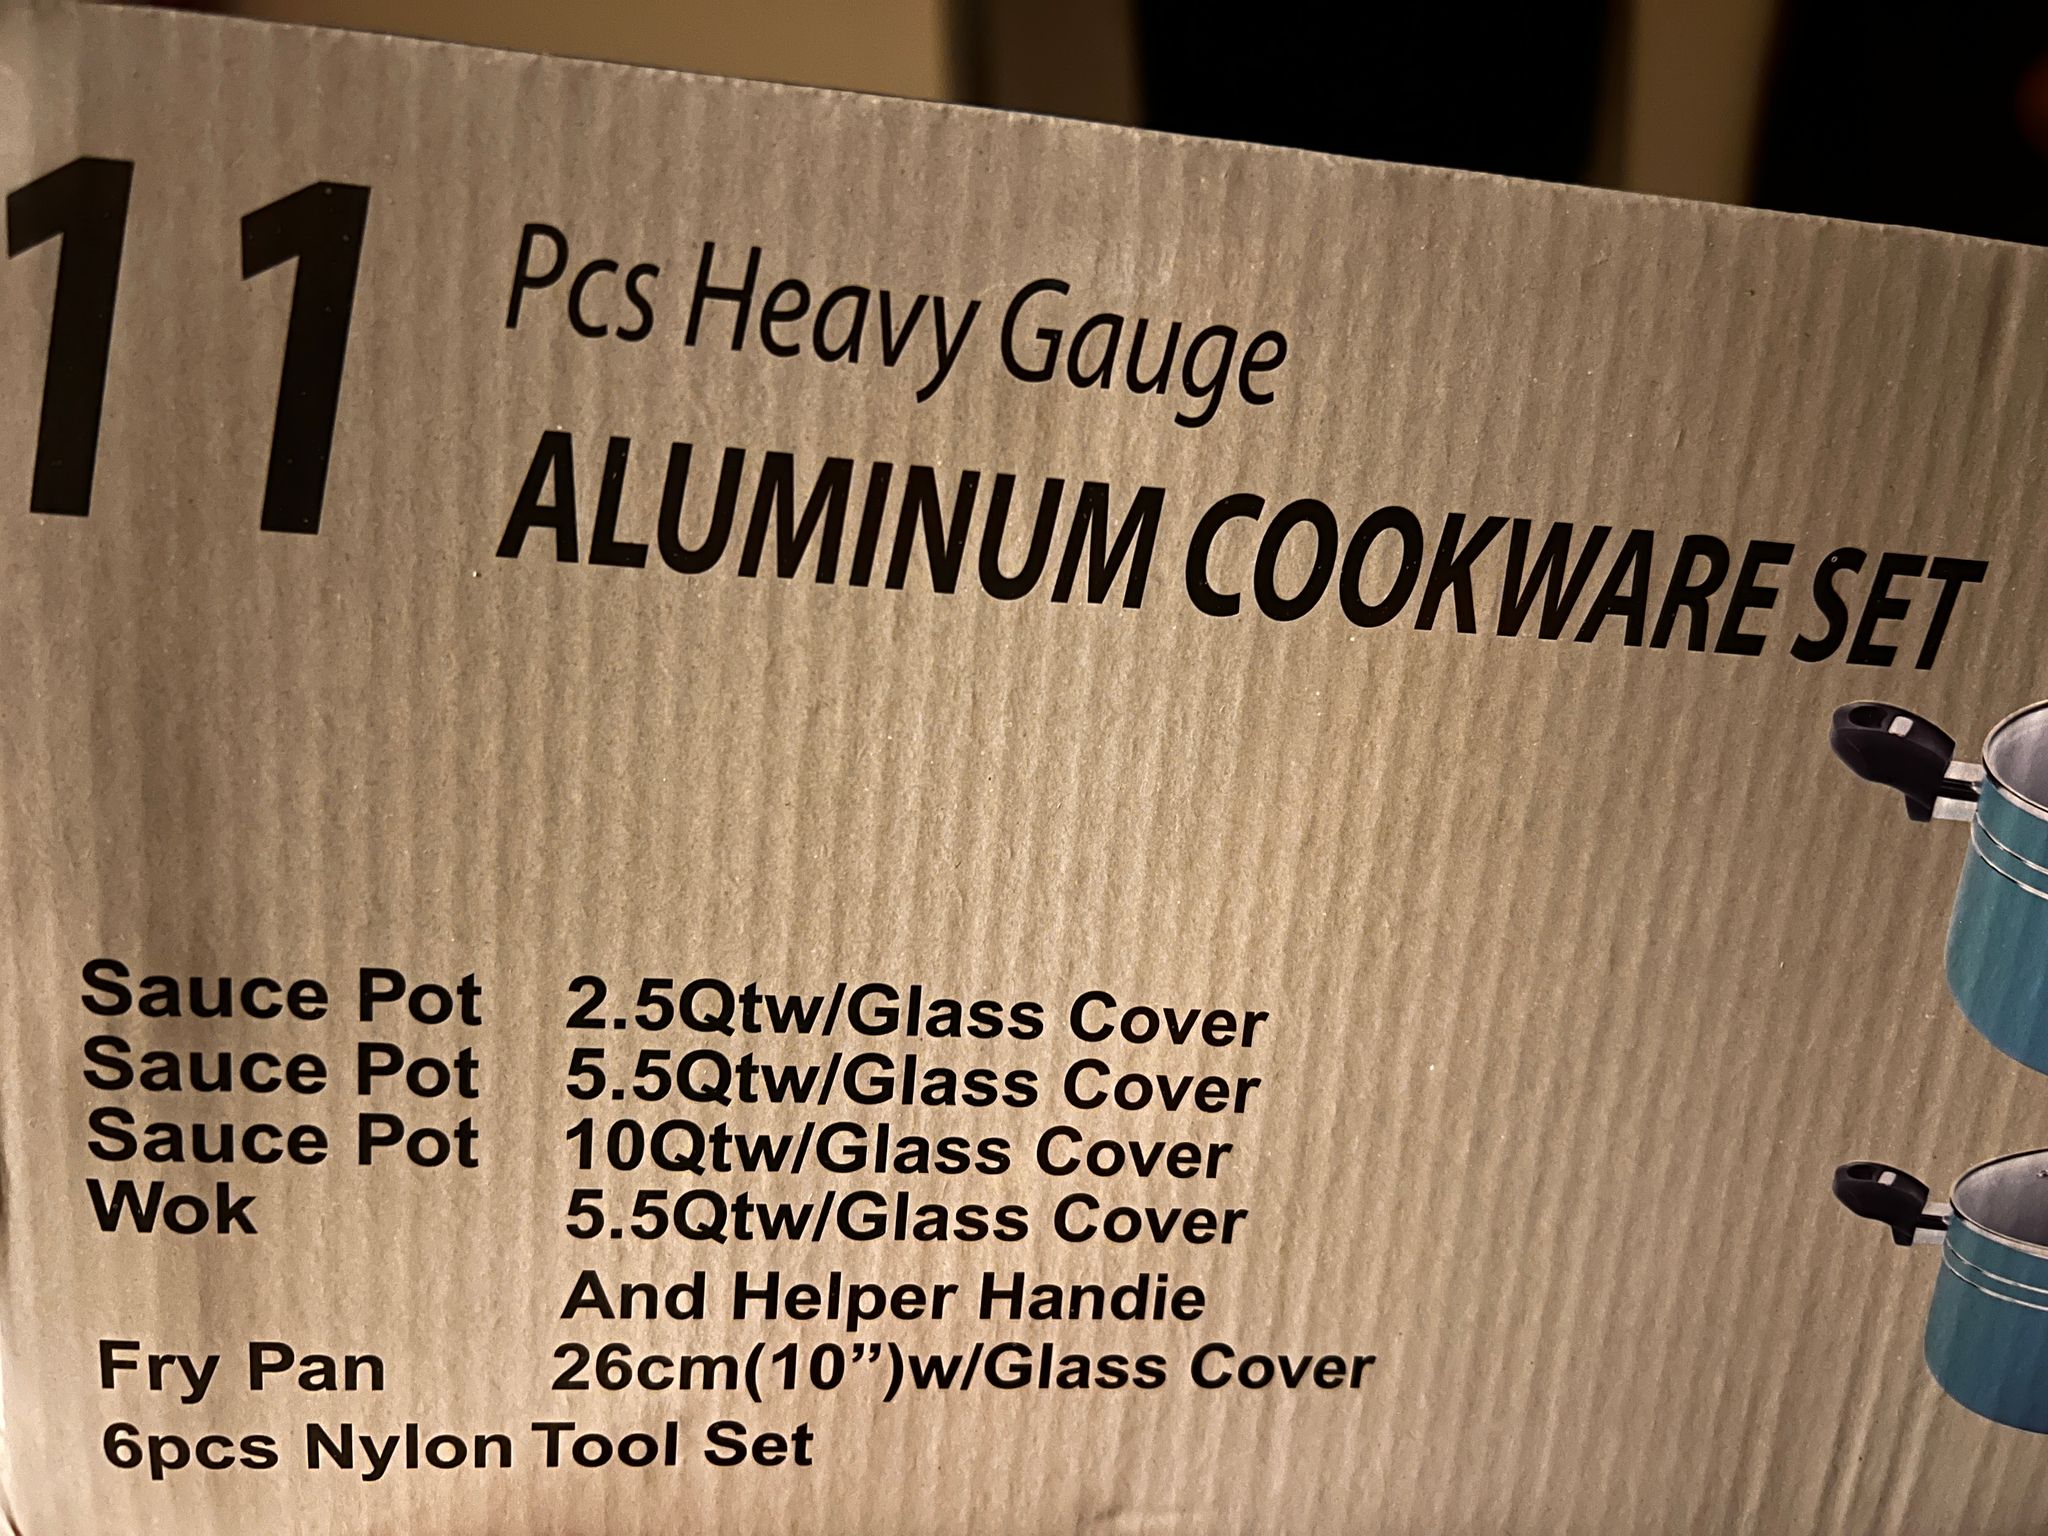 11 Pcs Heavy Gauge
ALUMINUM COOKWARE SET
Sauce Pot 2.5Qtw/Glass Cover
Sauce Pot 5.5Qtw/Glass Cover
Sauce Pot 10Qtw/Glass Cover
Wok 5.5Qtw/Glass Cover
And Helper Handie
Fry Pan 26cm(10”)w/Glass Cover
6pcs Nylon Tool Set